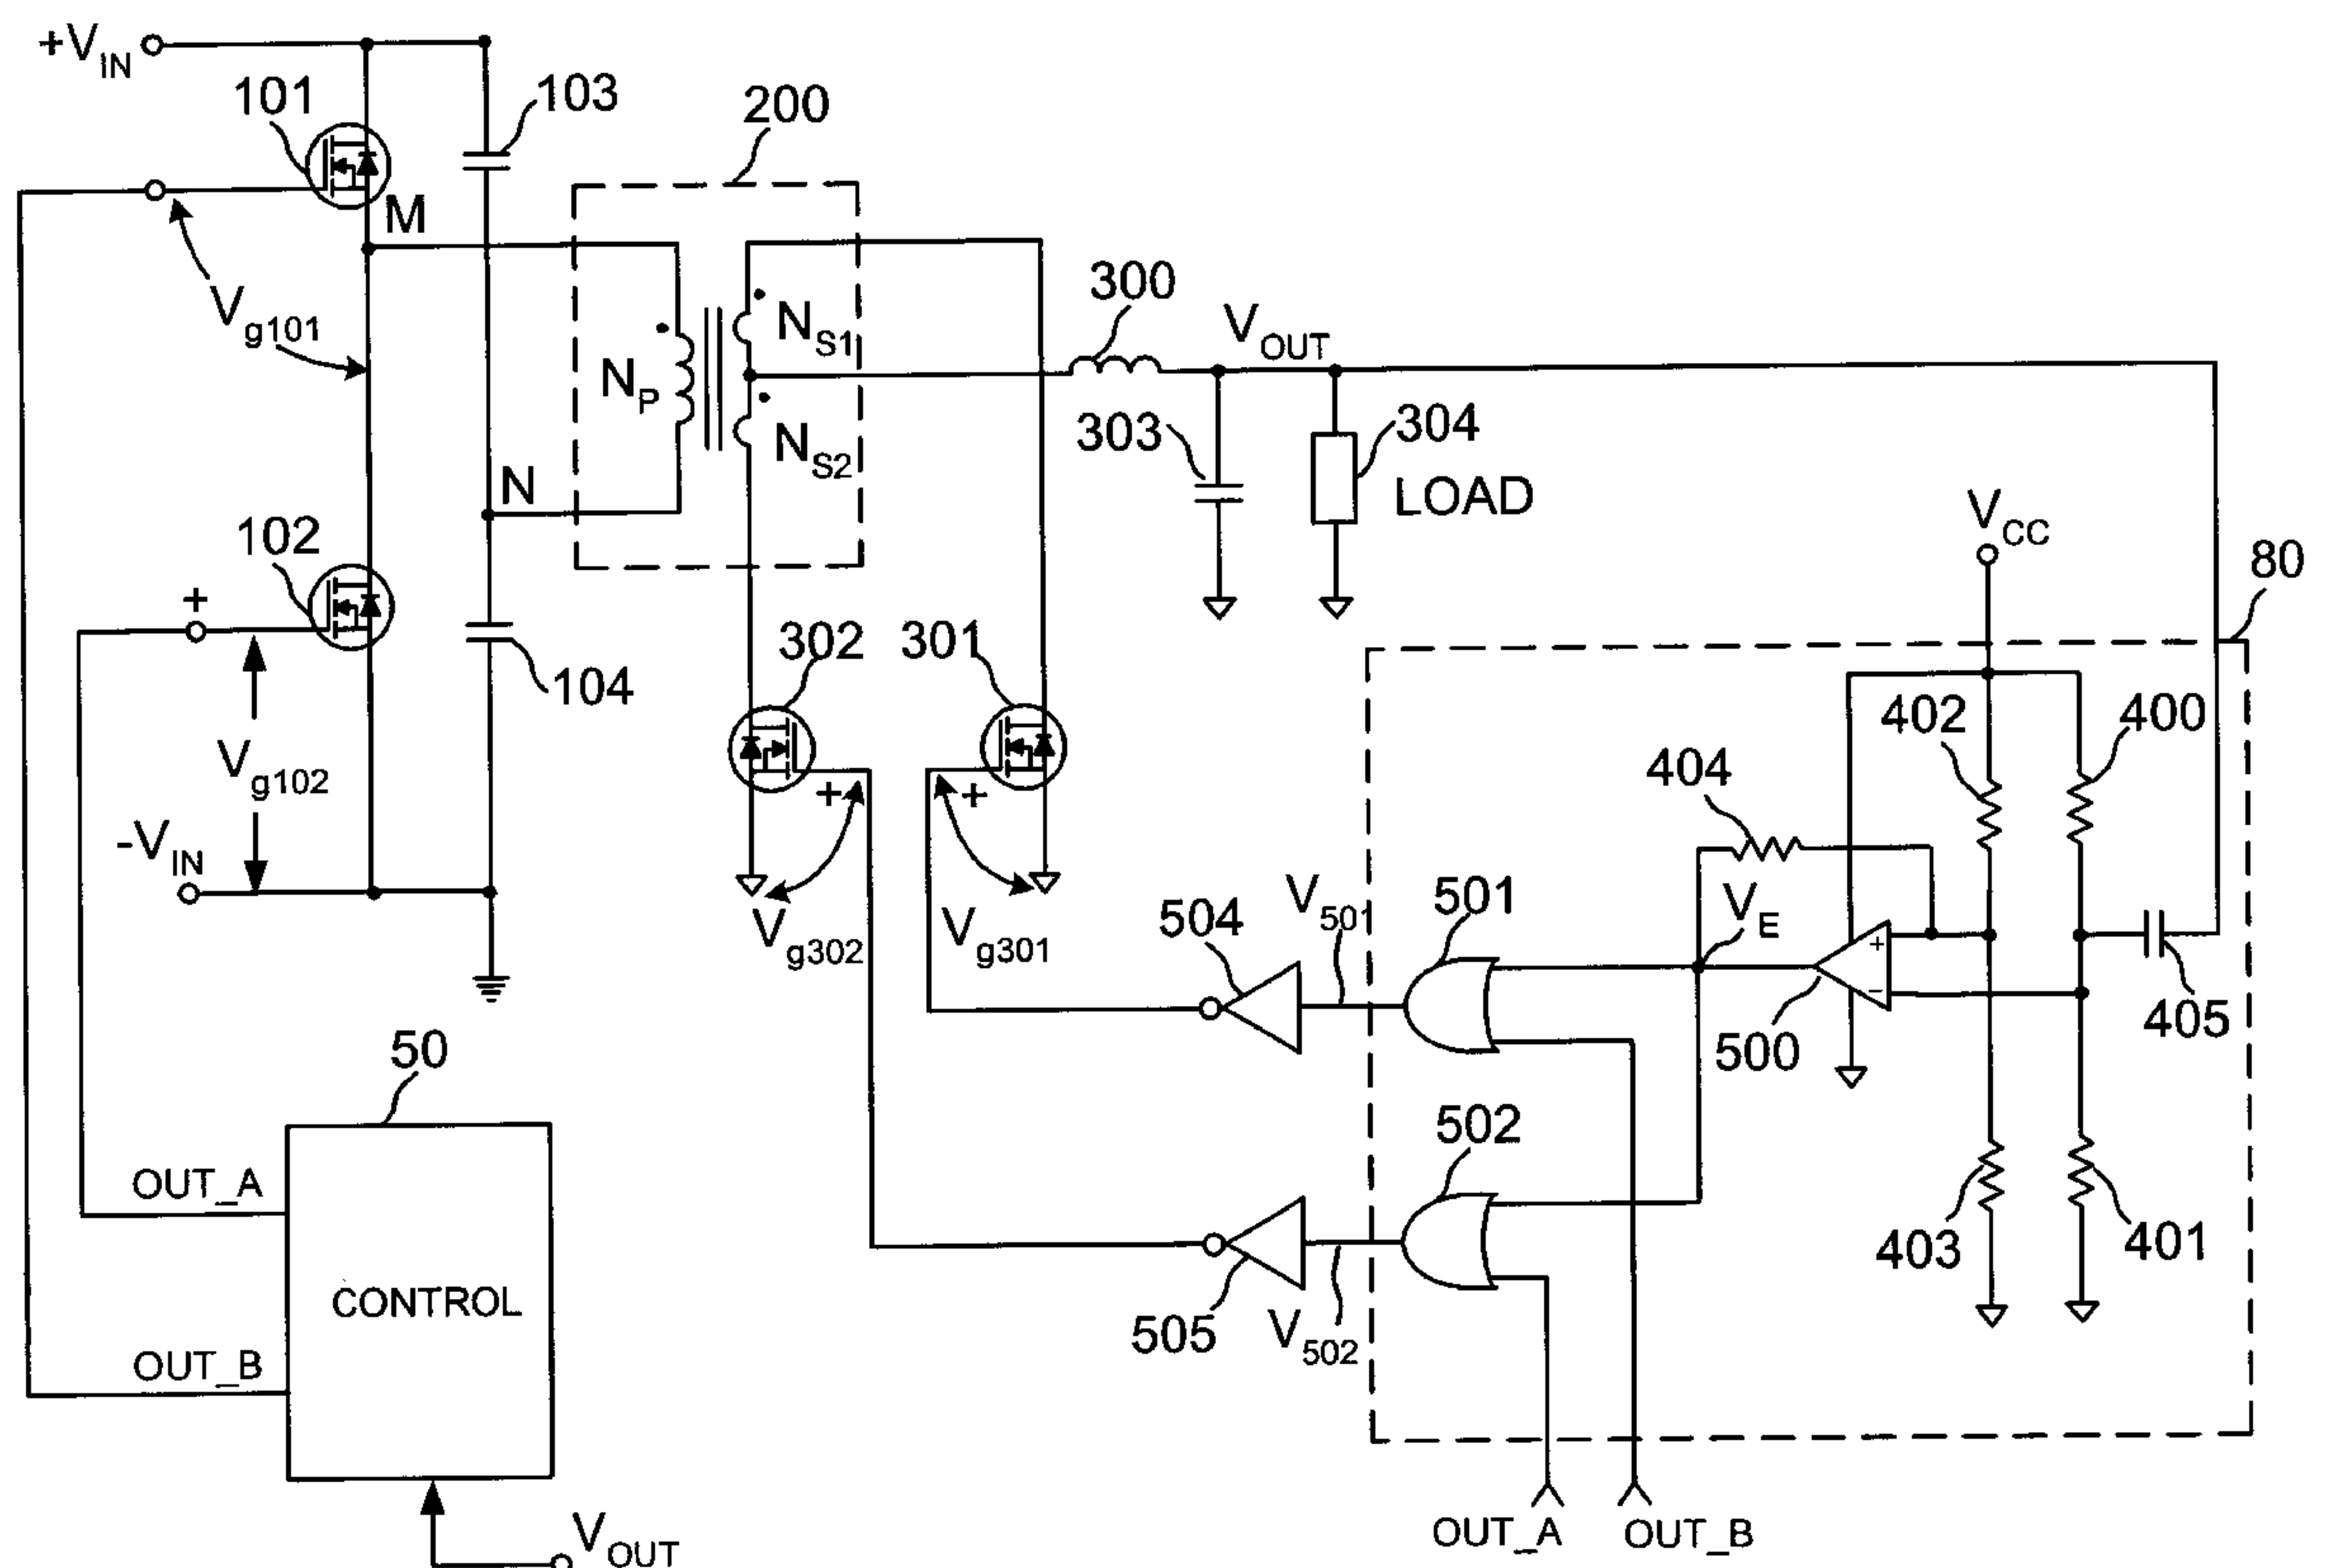 +V_IN
101
103
200
M
V_g101
N_P
N_S1
N_S2
300
V_OUT
303
304
LOAD
N
V_CC
80
102
+
104
302
301
402
400
404
V_g102
-V_IN
+
+
V_g302
V_g301
504
V_501
501
V_E
+
−
500
405
50
OUT_A
CONTROL
OUT_B
502
505
V_502
403
401
OUT_A
OUT_B
V_OUT